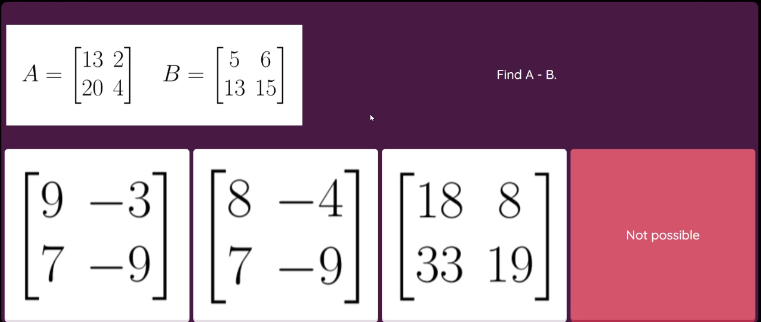 A = [13 2
20 4] B = [5 6
13 15]
Find A - B.
[9 −3
7 −9]
[8 −4
7 −9]
[18 8
33 19]
Not possible